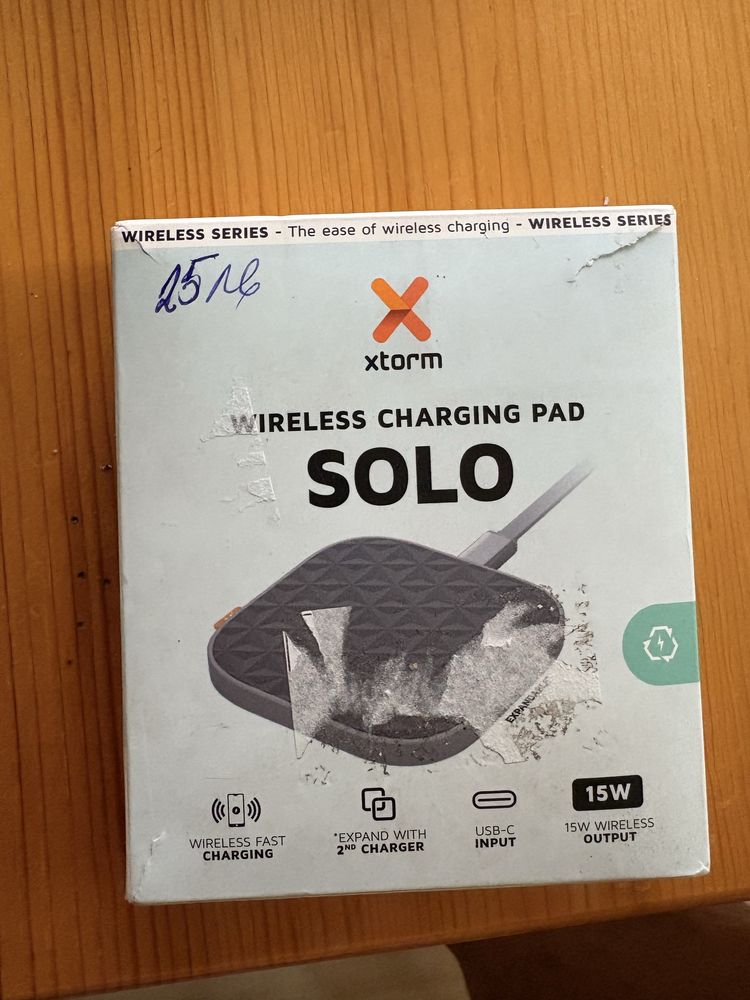 WIRELESS SERIES - The ease of wireless charging - WIRELESS SERIES
25 лв
xtorm
WIRELESS CHARGING PAD
SOLO
WIRELESS FAST
CHARGING
*EXPAND WITH
2ND CHARGER
USB-C
INPUT
15W
15W WIRELESS
OUTPUT